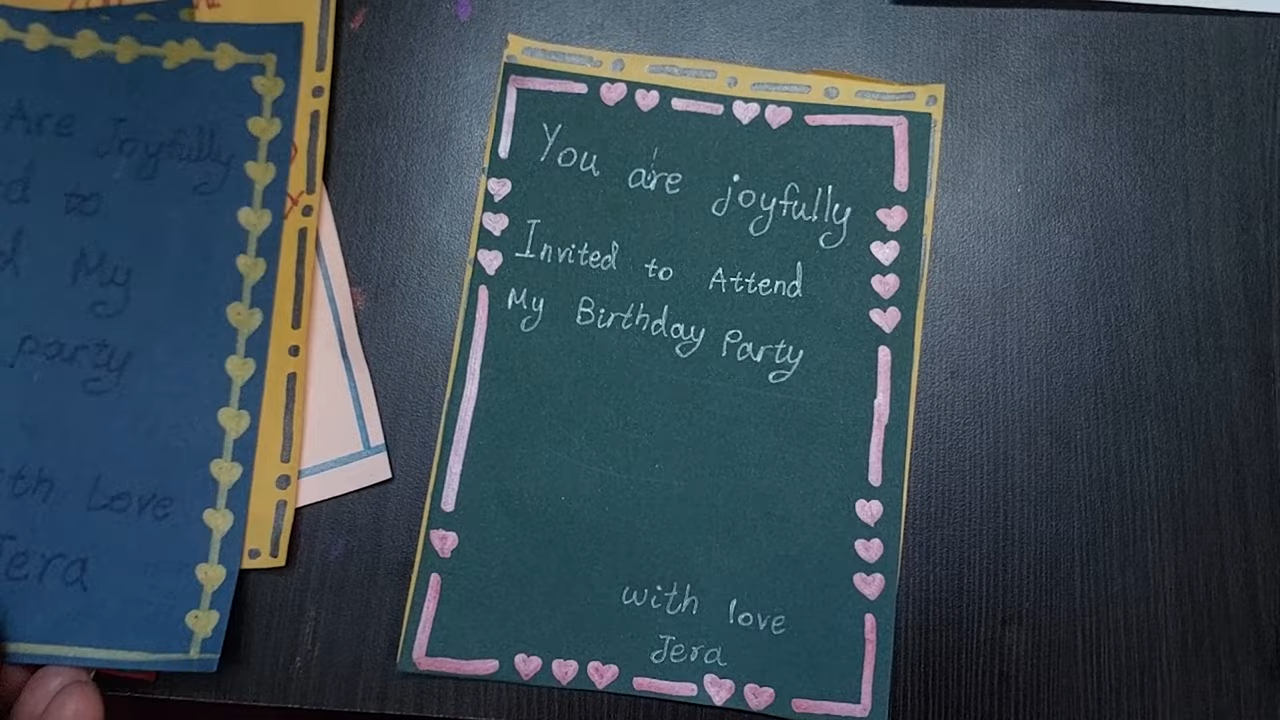 Are Joyfully
to
My
party
Love
Jera
You are joyfully
Invited to Attend
My Birthday Party
with love
Jera